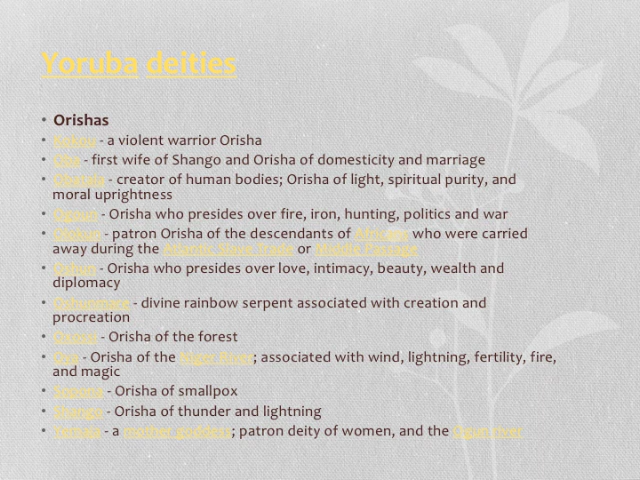 Yoruba deities
• Orishas
• - a violent warrior Orisha
• Oba - first wife of Shango and Orisha of domesticity and marriage
• Obatala - creator of human bodies; Orisha of light, spiritual purity, and
moral uprightness
• Ogoun - Orisha who presides over fire, iron, hunting, politics and war
• - patron Orisha of the descendants of Africans who were carried
away during the Atlantic Slave Trade or Middle Passage
• Oshun - Orisha who presides over love, intimacy, beauty, wealth and
diplomacy
• Oshunmare - divine rainbow serpent associated with creation and
procreation
• - Orisha of the forest
• Oya - Orisha of the Niger River; associated with wind, lightning, fertility, fire,
and magic
• Sopona - Orisha of smallpox
• Shango - Orisha of thunder and lightning
• Yemaja - a mother goddess; patron deity of women, and the Ogun river